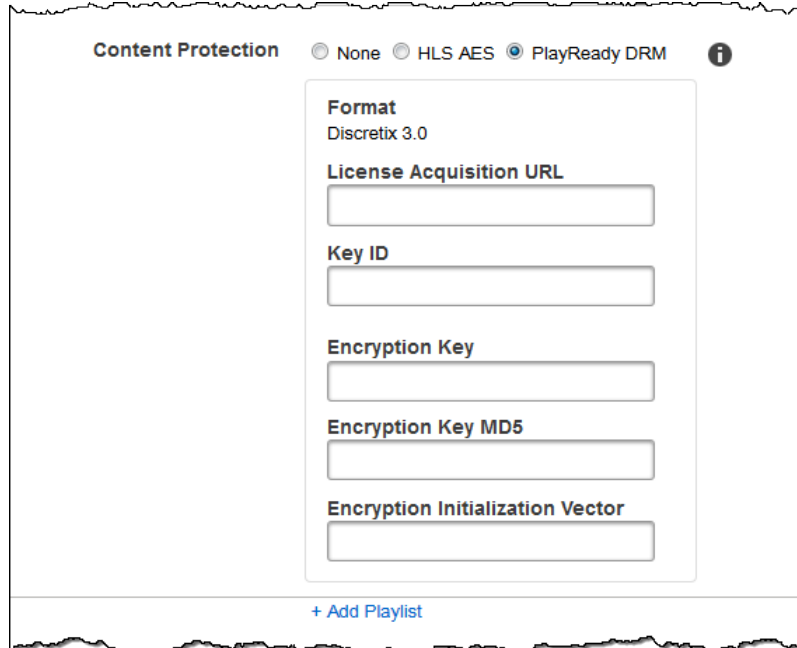 Content Protection None HLS AES PlayReady DRM
Format
Discretix 3.0
License Acquisition URL
Key ID
Encryption Key
Encryption Key MD5
Encryption Initialization Vector
+ Add Playlist